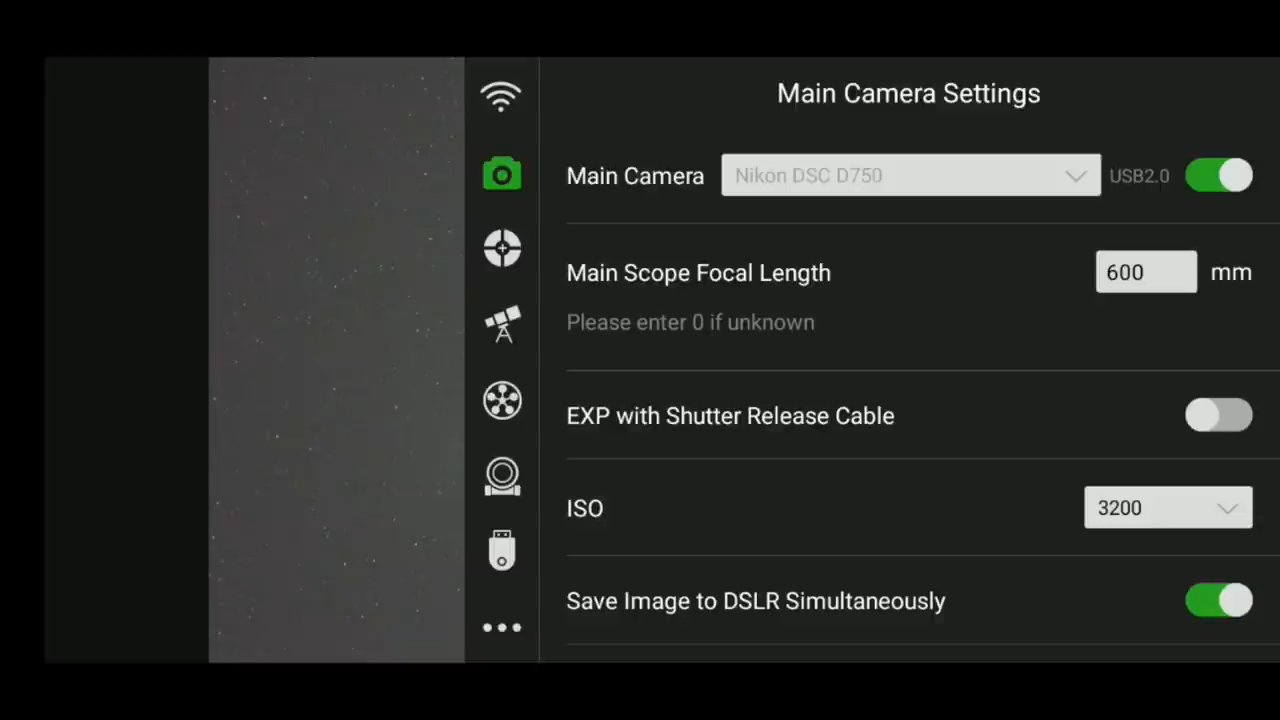 Main Camera Settings
Main Camera Nikon DSC D750 USB2.0
Main Scope Focal Length 600 mm
Please enter 0 if unknown
EXP with Shutter Release Cable
ISO 3200
Save Image to DSLR Simultaneously